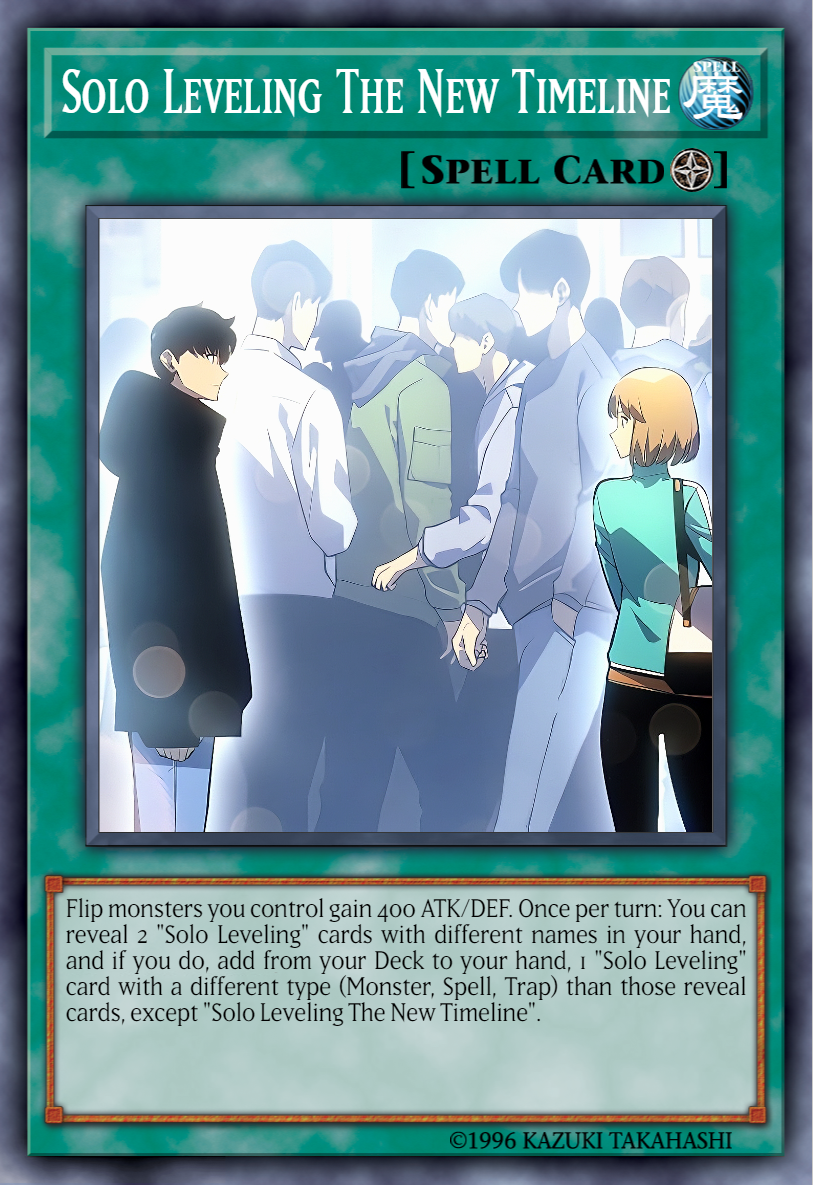 Solo Leveling The New Timeline
SPELL
魔
[Spell Card]
Flip monsters you control gain 400 ATK/DEF. Once per turn: You can
reveal 2 "Solo Leveling" cards with different names in your hand,
and if you do, add from your Deck to your hand, 1 "Solo Leveling"
card with a different type (Monster, Spell, Trap) than those reveal
cards, except "Solo Leveling The New Timeline".
©1996 KAZUKI TAKAHASHI